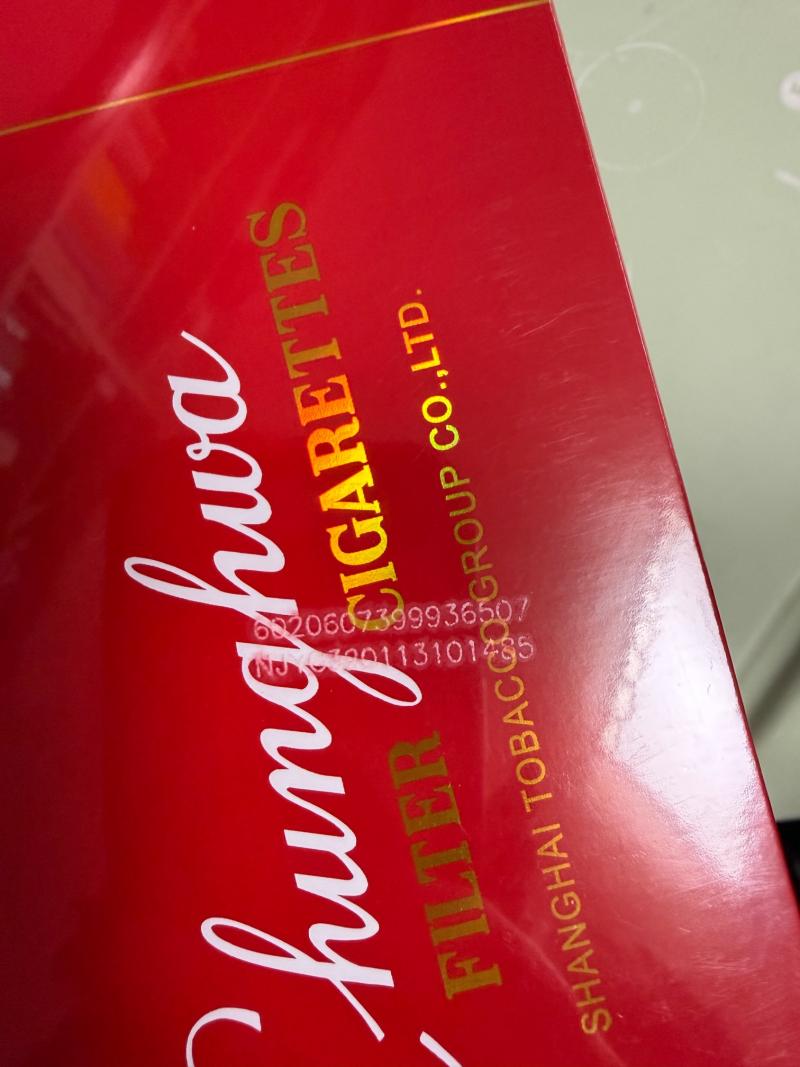 Chunghwa
FILTER CIGARETTES
SHANGHAI TOBACCO GROUP CO.,LTD.
6020607399936507